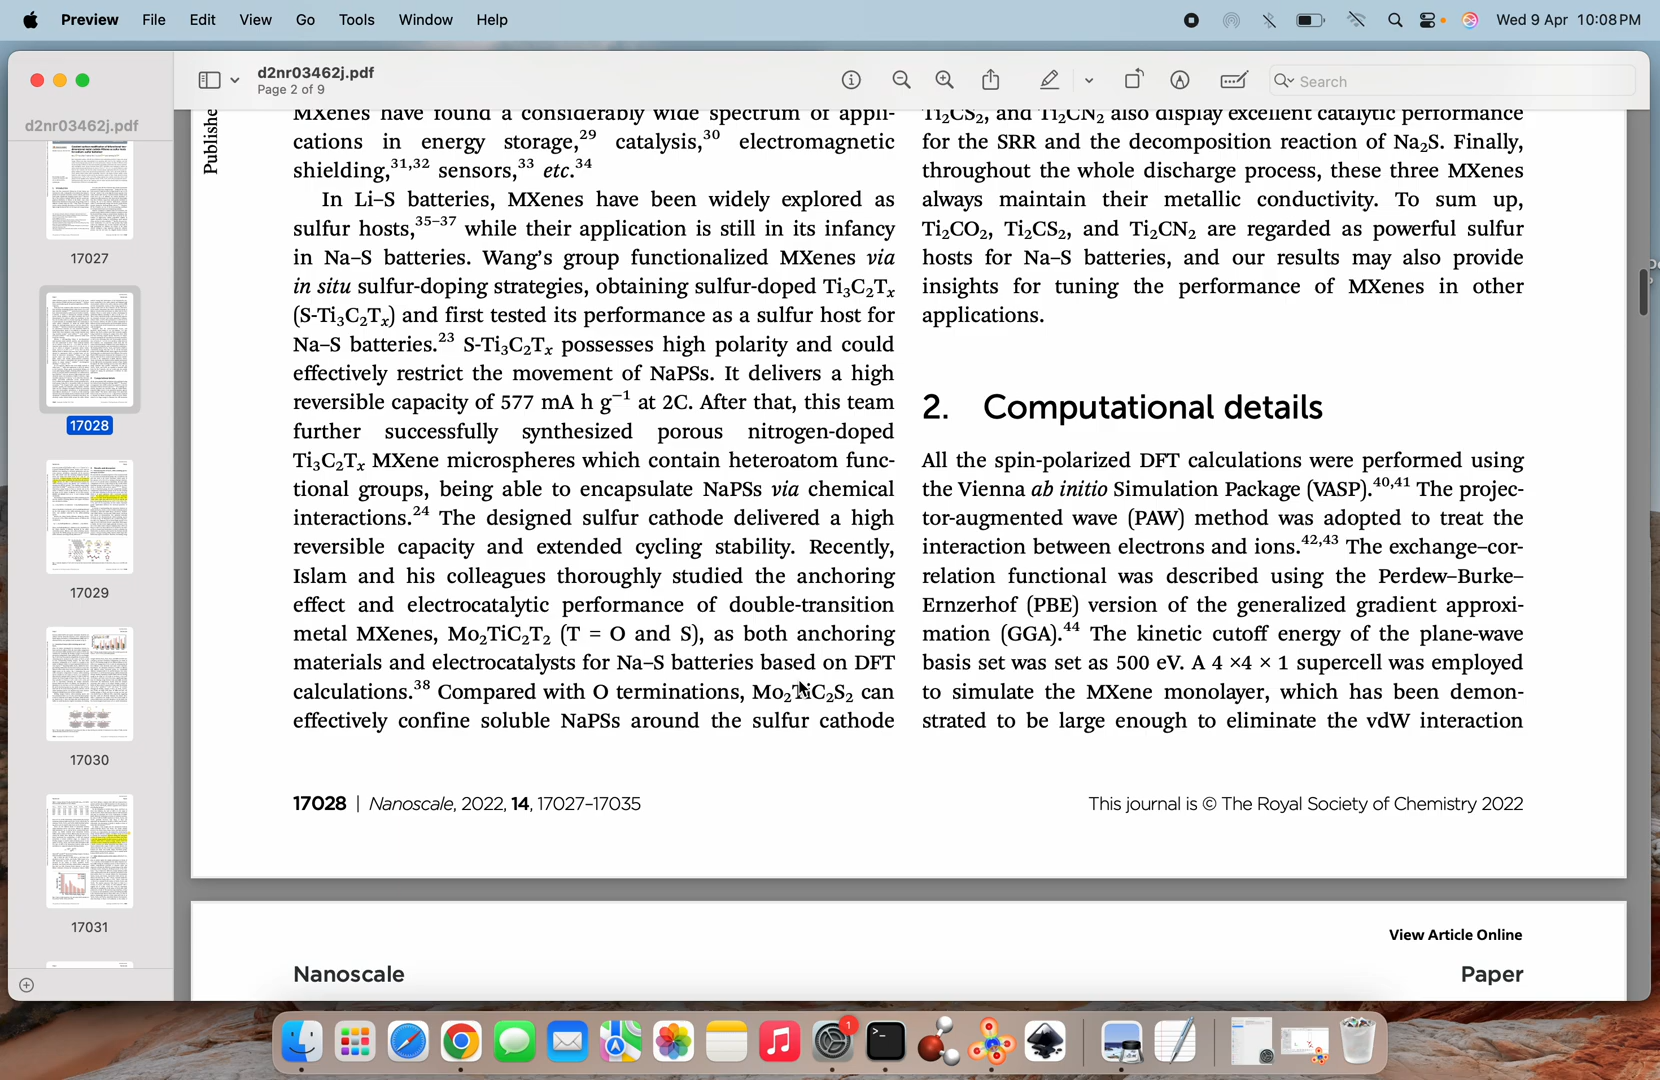 Preview File Edit View Go Tools Window Help
Wed 9 Apr 10:08 PM
d2nr03462j.pdf
Page 2 of 9
Search
d2nr03462j.pdf
17027
17028
17029
17030
17031
Publishe
MXenes have found a considerably wide spectrum of appli-
cations in energy storage,29 catalysis,30 electromagnetic
shielding,31,32 sensors,33 etc.34
In Li–S batteries, MXenes have been widely explored as
sulfur hosts,35–37 while their application is still in its infancy
in Na–S batteries. Wang's group functionalized MXenes via
in situ sulfur-doping strategies, obtaining sulfur-doped Ti3C2Tx
(S-Ti3C2Tx) and first tested its performance as a sulfur host for
Na–S batteries.23 S-Ti3C2Tx possesses high polarity and could
effectively restrict the movement of NaPSs. It delivers a high
reversible capacity of 577 mA h g−1 at 2C. After that, this team
further successfully synthesized porous nitrogen-doped
Ti3C2Tx MXene microspheres which contain heteroatom func-
tional groups, being able to encapsulate NaPSs via chemical
interactions.24 The designed sulfur cathode delivered a high
reversible capacity and extended cycling stability. Recently,
Islam and his colleagues thoroughly studied the anchoring
effect and electrocatalytic performance of double-transition
metal MXenes, Mo2TiC2T2 (T = O and S), as both anchoring
materials and electrocatalysts for Na–S batteries based on DFT
calculations.38 Compared with O terminations, Mo2TiC2S2 can
effectively confine soluble NaPSs around the sulfur cathode
Ti2CS2, and Ti2CN2 also display excellent catalytic performance
for the SRR and the decomposition reaction of Na2S. Finally,
throughout the whole discharge process, these three MXenes
always maintain their metallic conductivity. To sum up,
Ti2CO2, Ti2CS2, and Ti2CN2 are regarded as powerful sulfur
hosts for Na–S batteries, and our results may also provide
insights for tuning the performance of MXenes in other
applications.
2. Computational details
All the spin-polarized DFT calculations were performed using
the Vienna ab initio Simulation Package (VASP).40,41 The projec-
tor-augmented wave (PAW) method was adopted to treat the
interaction between electrons and ions.42,43 The exchange–cor-
relation functional was described using the Perdew–Burke–
Ernzerhof (PBE) version of the generalized gradient approxi-
mation (GGA).44 The kinetic cutoff energy of the plane-wave
basis set was set as 500 eV. A 4 ×4 × 1 supercell was employed
to simulate the MXene monolayer, which has been demon-
strated to be large enough to eliminate the vdW interaction
17028 | Nanoscale, 2022, 14, 17027–17035
This journal is © The Royal Society of Chemistry 2022
View Article Online
Nanoscale
Paper
1